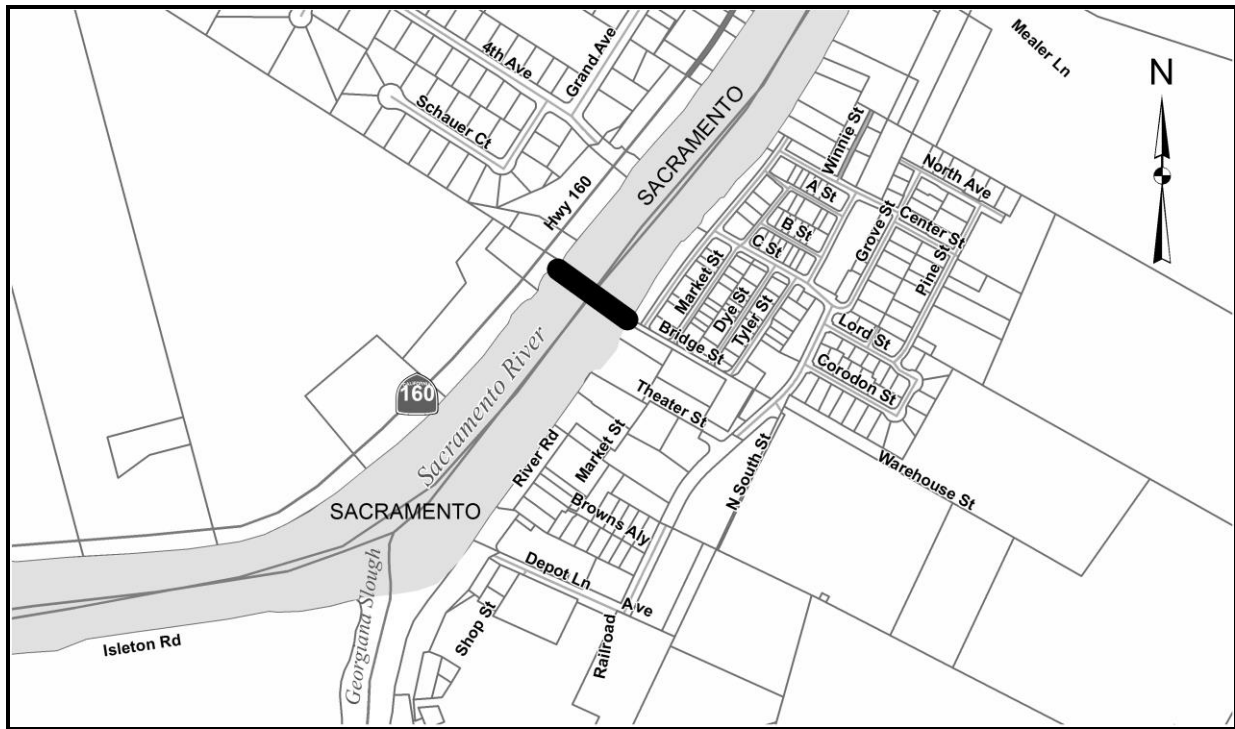 Mealer Ln
4th Ave
Grand Ave
Schauer Ct
N
SACRAMENTO
Hwy 160
Winnie St
North Ave
A St
B St
C St
Grove St
Center St
Pine St
Market St
Dye St
Tyler St
Bridge St
Lord St
Corodon St
160
Sacramento River
Theater St
River Rd
Market St
N South St
Warehouse St
SACRAMENTO
Browns Aly
Depot Ln
Georgiana Slough
Shop St
Railroad Ave
Isleton Rd